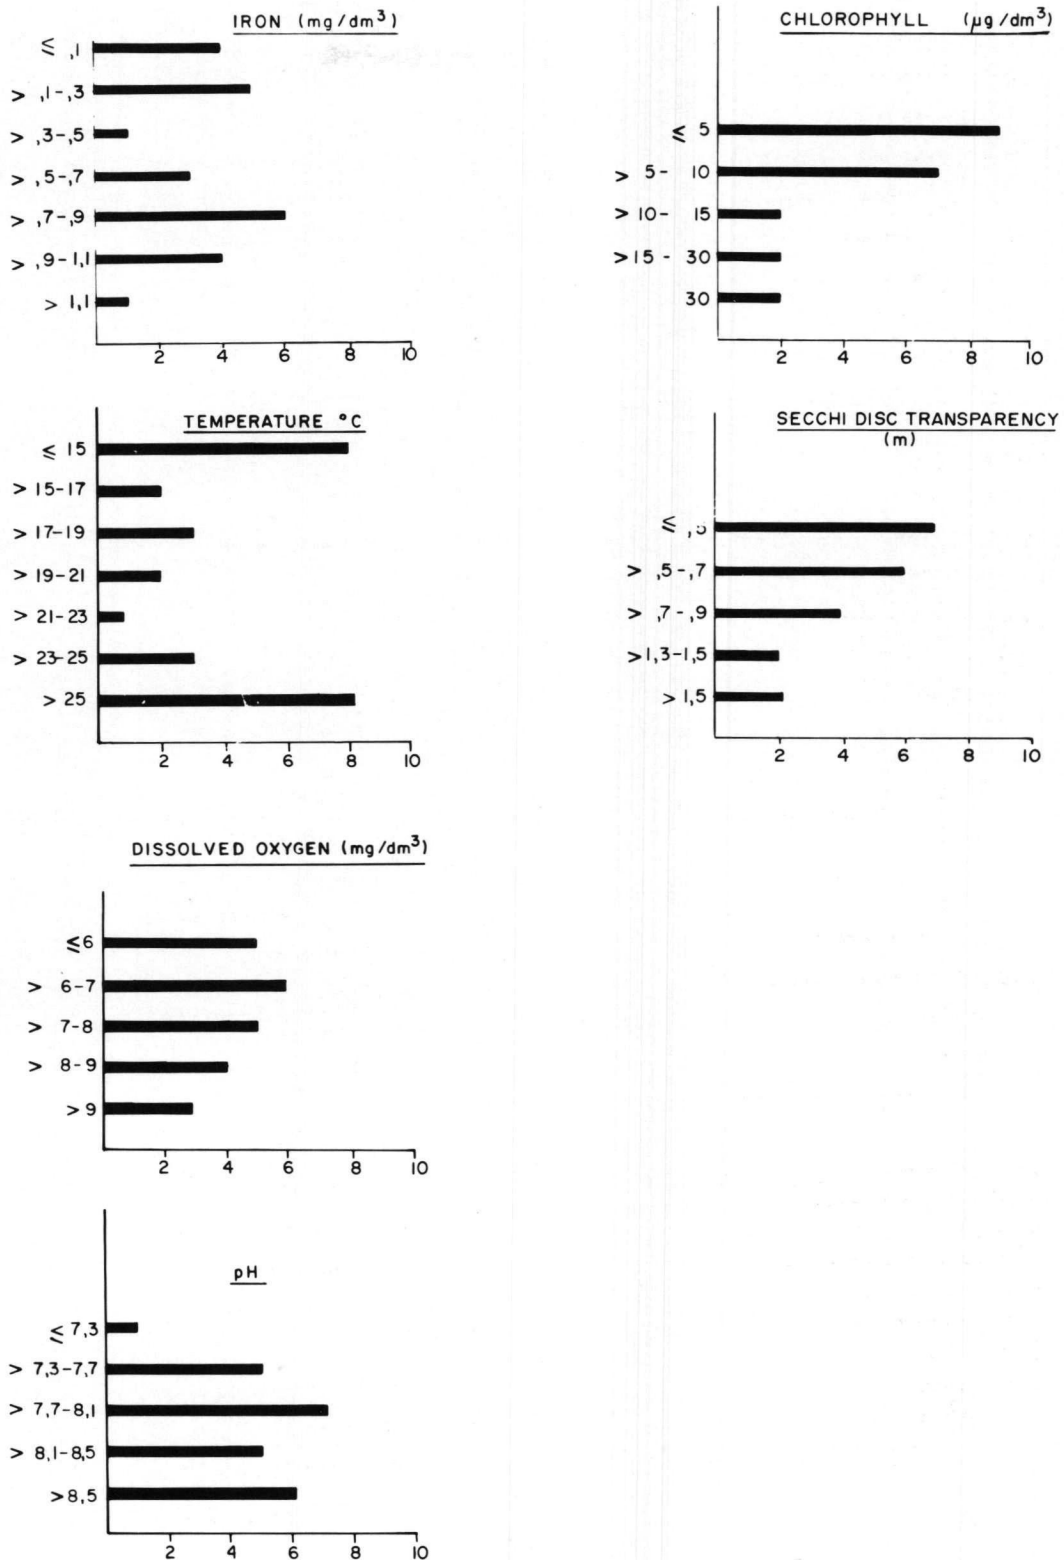 IRON (mg/dm³)
≤ ,1
> ,1-,3
> ,3-,5
> ,5-,7
> ,7-,9
> ,9-1,1
> 1,1
2 4 6 8 10
TEMPERATURE °C
≤ 15
> 15-17
> 17-19
> 19-21
> 21-23
> 23-25
> 25
2 4 6 8 10
DISSOLVED OXYGEN (mg/dm³)
≤6
> 6-7
> 7-8
> 8-9
> 9
2 4 6 8 10
pH
≤ 7,3
> 7,3-7,7
> 7,7-8,1
> 8,1-8,5
>8,5
2 4 6 8 10
CHLOROPHYLL (µg/dm³)
≤ 5
> 5- 10
>10- 15
>15- 30
30
2 4 6 8 10
SECCHI DISC TRANSPARENCY
(m)
≤ ,5
> ,5-,7
> ,7-,9
>1,3-1,5
> 1,5
2 4 6 8 10